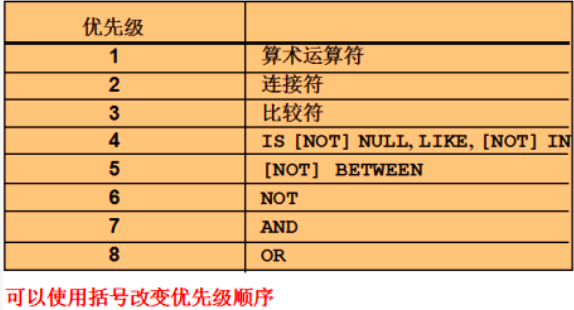 优先级
1 算术运算符
2 连接符
3 比较符
4 IS [NOT] NULL, LIKE, [NOT] IN
5 [NOT] BETWEEN
6 NOT
7 AND
8 OR
可以使用括号改变优先级顺序